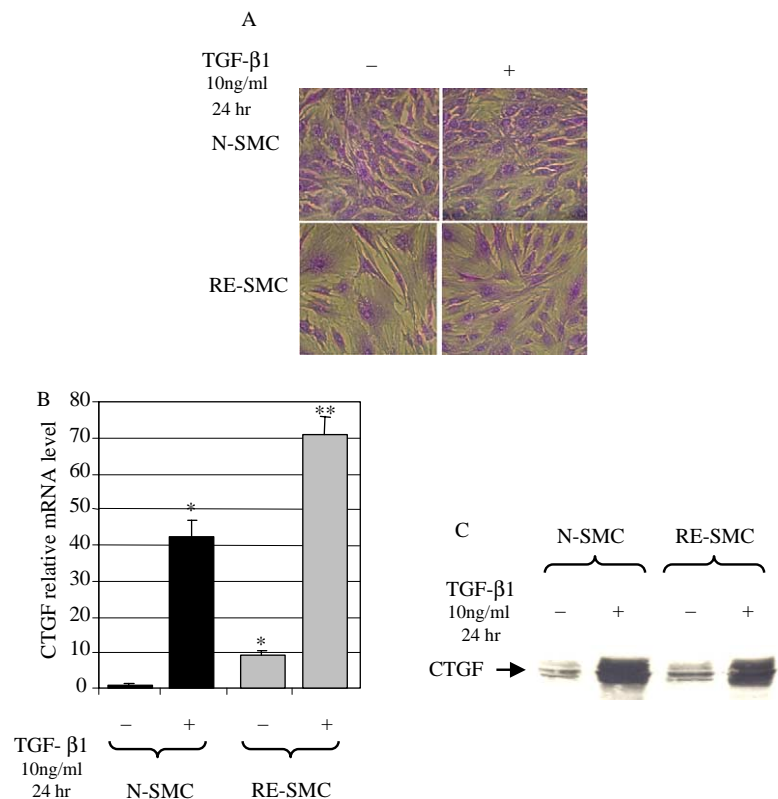 A
TGF-β1
10ng/ml
24 hr
– +
N-SMC
RE-SMC
B
CTGF relative mRNA level
80
70
60
50
40
30
20
10
0
*
*
**
– + – +
TGF- β1
10ng/ml
24 hr
N-SMC RE-SMC
C
N-SMC RE-SMC
TGF-β1
10ng/ml
24 hr
– + – +
CTGF